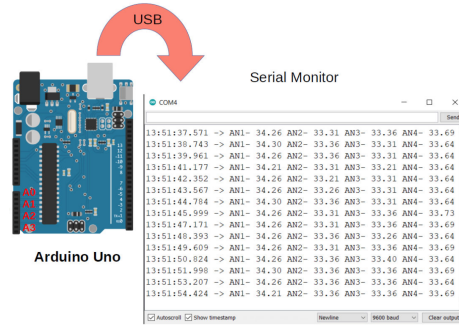 USB
Serial Monitor
COM4
Send
13:51:37.571 -> AN1- 34.26 AN2- 33.31 AN3- 33.36 AN4- 33.69
13:51:38.743 -> AN1- 34.30 AN2- 33.36 AN3- 33.31 AN4- 33.64
13:51:39.961 -> AN1- 34.26 AN2- 33.36 AN3- 33.31 AN4- 33.64
13:51:41.177 -> AN1- 34.21 AN2- 33.31 AN3- 33.21 AN4- 33.64
13:51:42.352 -> AN1- 34.26 AN2- 33.21 AN3- 33.31 AN4- 33.64
13:51:43.567 -> AN1- 34.26 AN2- 33.26 AN3- 33.31 AN4- 33.64
13:51:44.784 -> AN1- 34.30 AN2- 33.36 AN3- 33.31 AN4- 33.64
13:51:45.999 -> AN1- 34.26 AN2- 33.31 AN3- 33.36 AN4- 33.73
13:51:47.171 -> AN1- 34.26 AN2- 33.31 AN3- 33.36 AN4- 33.69
13:51:48.393 -> AN1- 34.26 AN2- 33.36 AN3- 33.26 AN4- 33.64
13:51:49.609 -> AN1- 34.26 AN2- 33.31 AN3- 33.36 AN4- 33.69
13:51:50.824 -> AN1- 34.26 AN2- 33.36 AN3- 33.40 AN4- 33.64
13:51:51.998 -> AN1- 34.30 AN2- 33.36 AN3- 33.36 AN4- 33.69
13:51:53.207 -> AN1- 34.26 AN2- 33.36 AN3- 33.36 AN4- 33.64
13:51:54.424 -> AN1- 34.21 AN2- 33.36 AN3- 33.36 AN4- 33.69
Autoscroll Show timestamp
Newline
9600 baud
Clear output
A0
A1
A2
A3
Arduino Uno